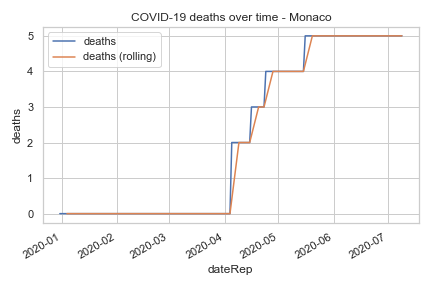 COVID-19 deaths over time - Monaco
deaths
deaths (rolling)
5
4
3
2
1
0
deaths
2020-01
2020-02
2020-03
2020-04
2020-05
2020-06
2020-07
dateRep